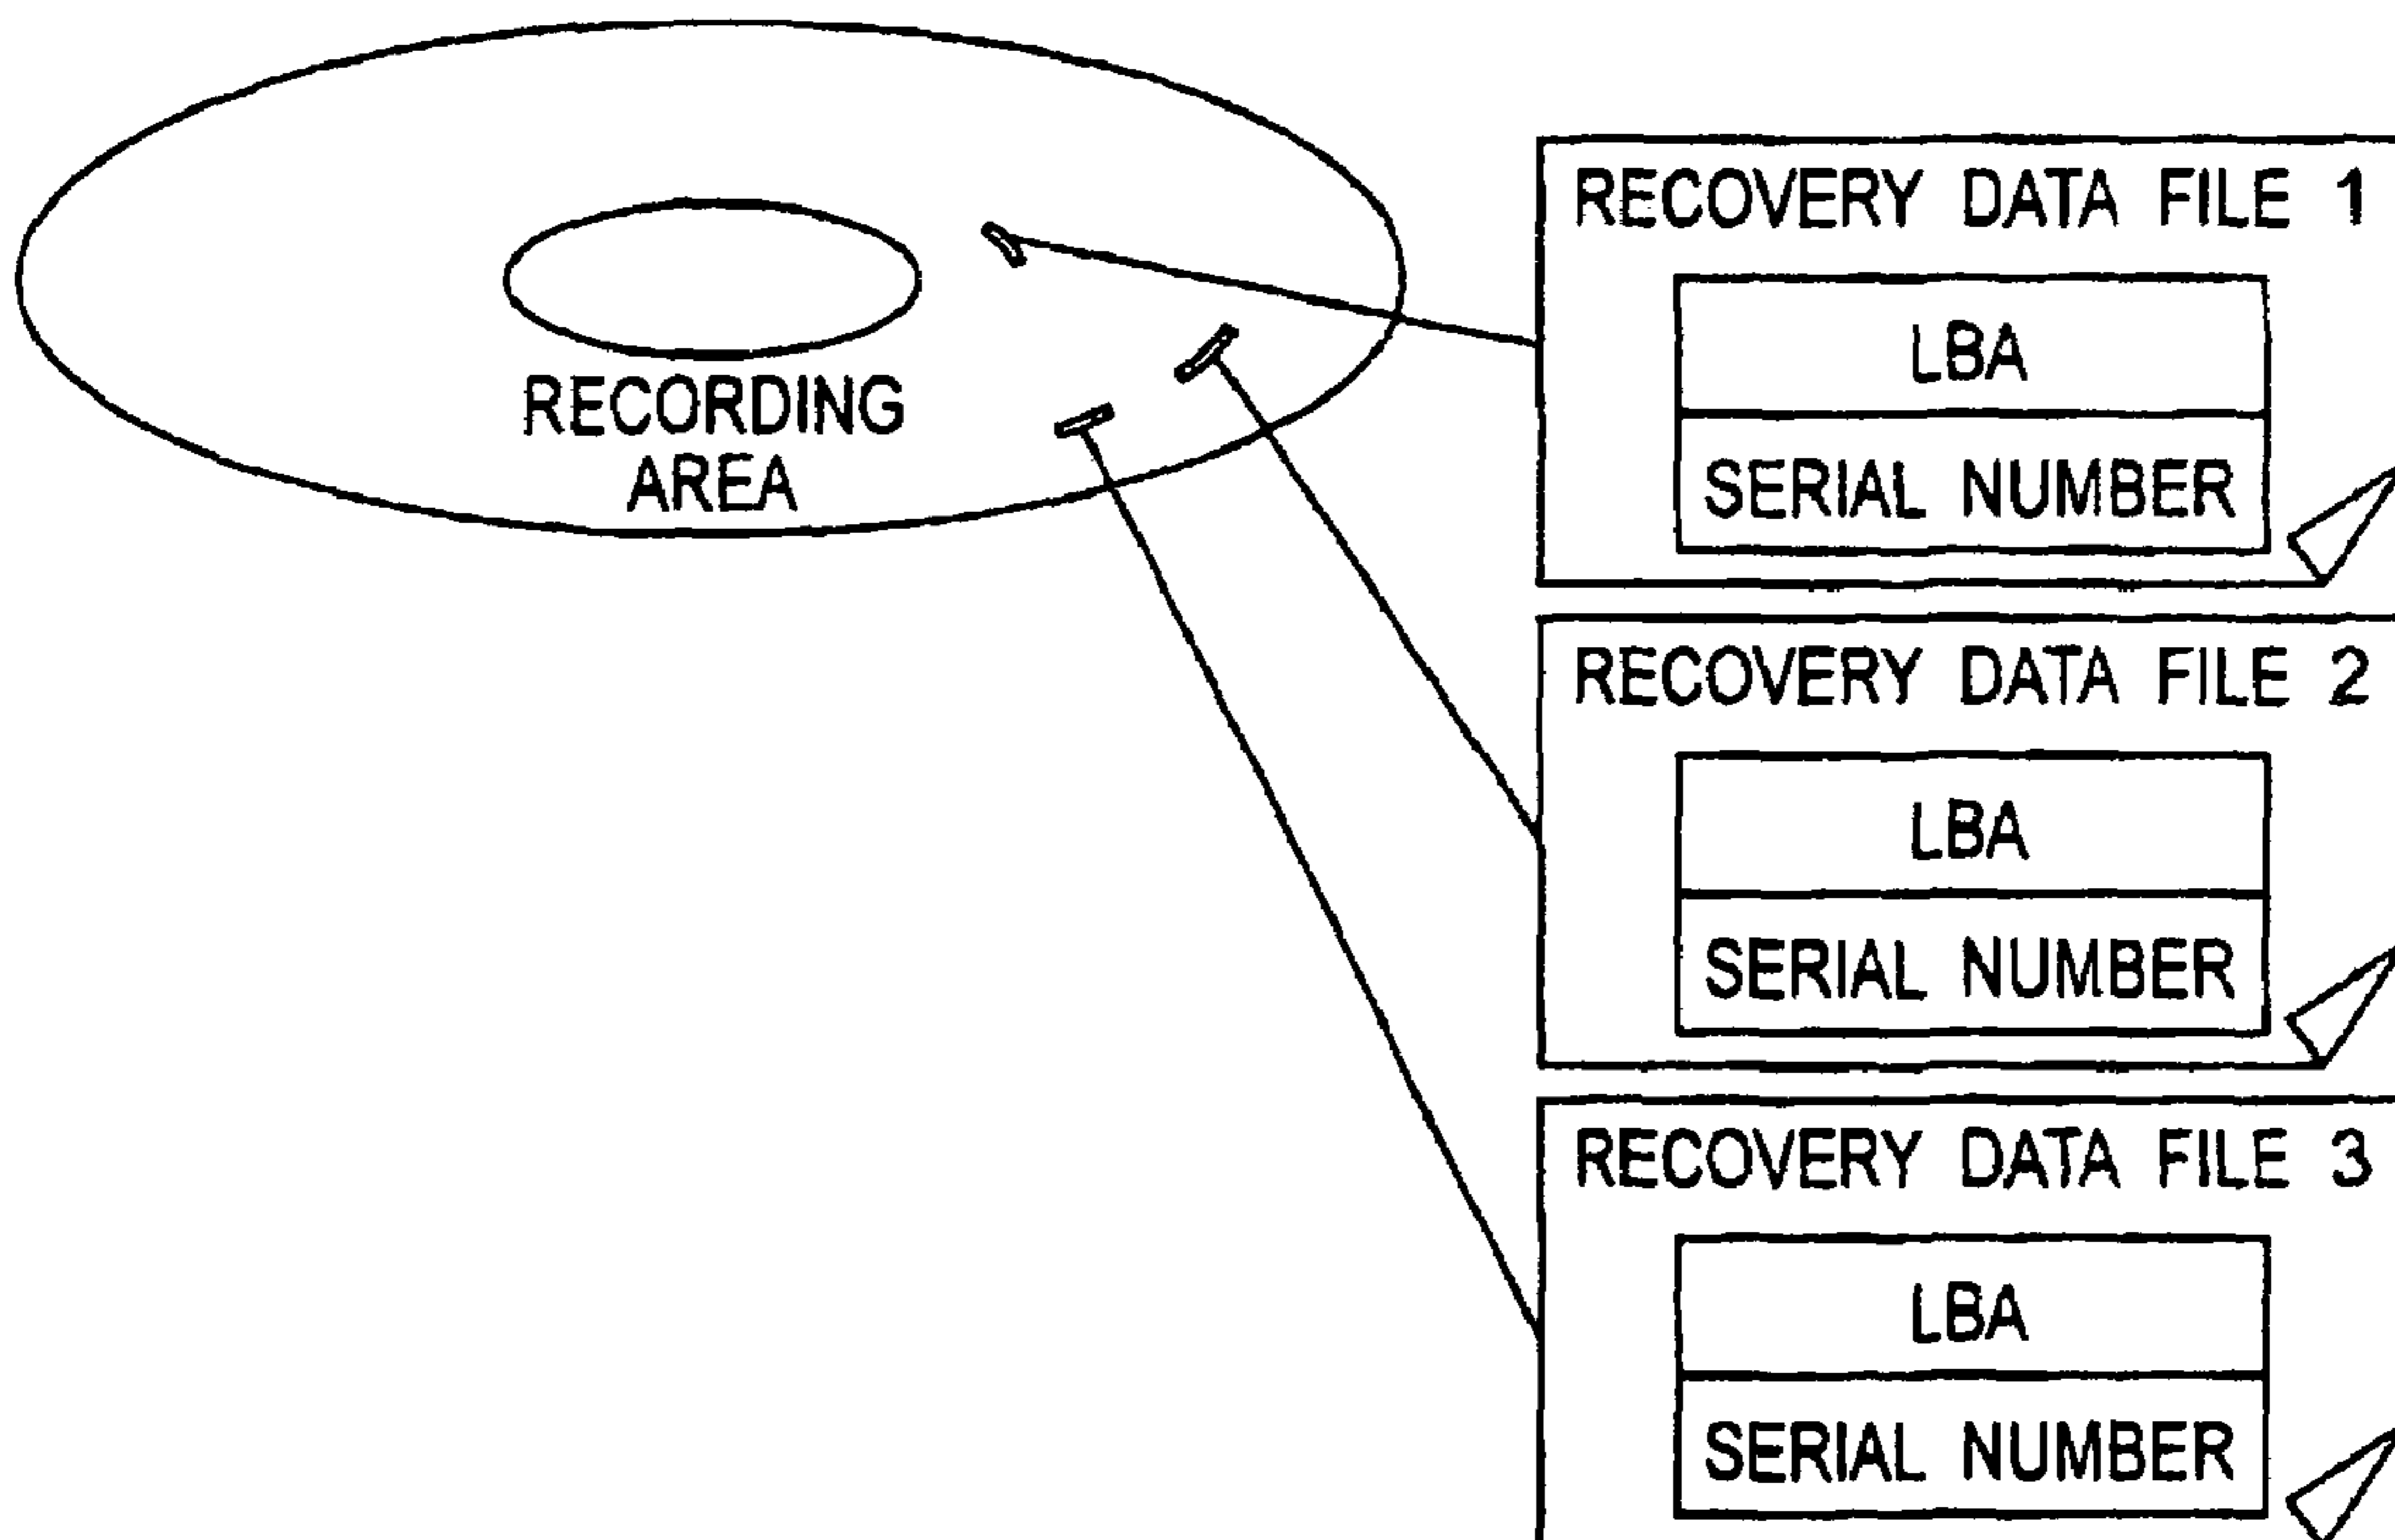 RECORDING
AREA
RECOVERY DATA FILE 1
LBA
SERIAL NUMBER
RECOVERY DATA FILE 2
LBA
SERIAL NUMBER
RECOVERY DATA FILE 3
LBA
SERIAL NUMBER